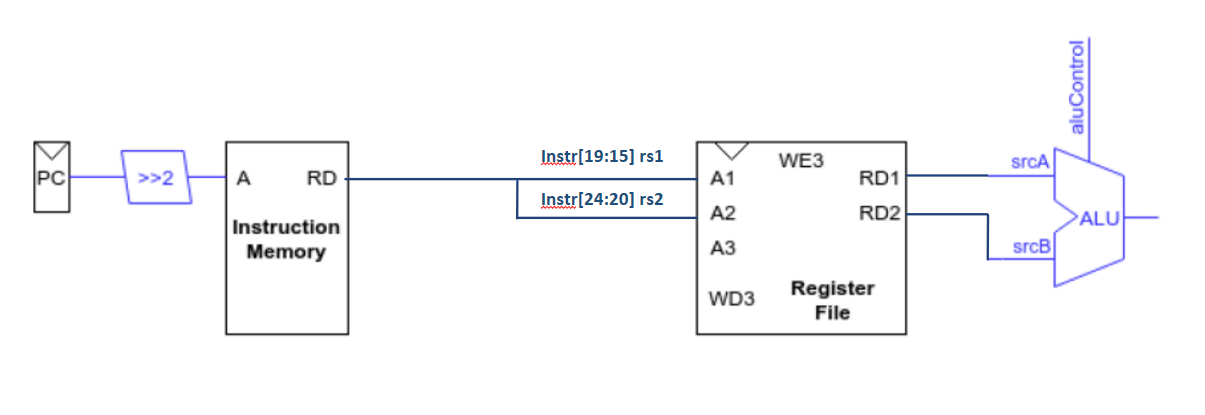 aluControl
Instr[19:15] rs1
WE3
srcA
PC
>>2
A
RD
A1
RD1
Instr[24:20] rs2
A2
RD2
ALU
Instruction
Memory
A3
srcB
WD3
Register
File